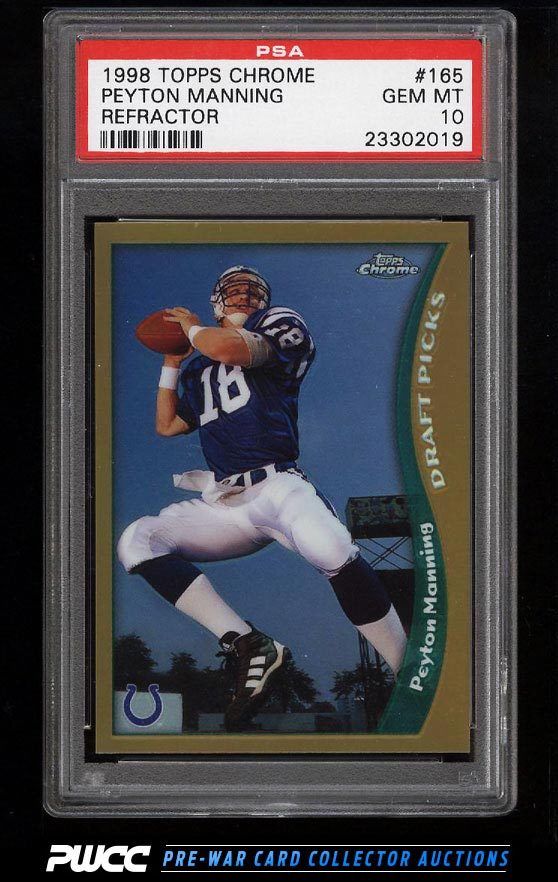 PSA
1998 TOPPS CHROME #165
PEYTON MANNING GEM MT
REFRACTOR 10
23302019
Topps
Chrome
DRAFT PICKS
Peyton Manning
18
18
PWCC PRE-WAR CARD COLLECTOR AUCTIONS